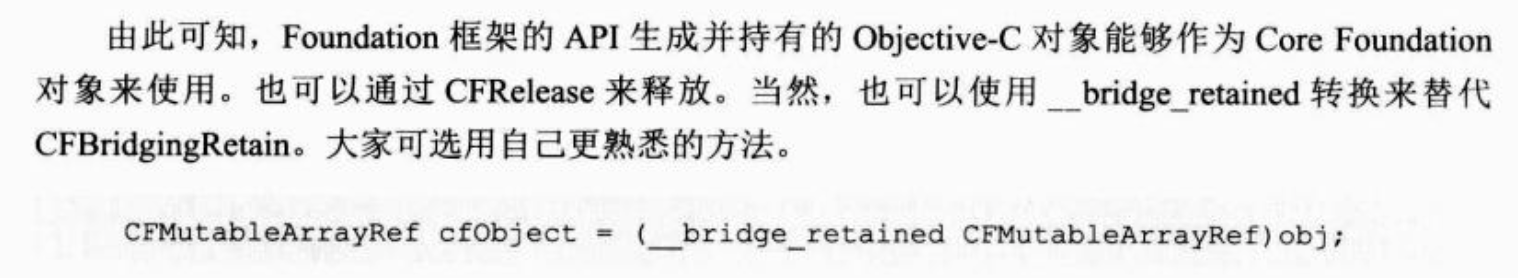 由此可知，Foundation 框架的 API 生成并持有的 Objective-C 对象能够作为 Core Foundation
对象来使用。也可以通过 CFRelease 来释放。当然，也可以使用 __bridge_retained 转换来替代
CFBridgingRetain。大家可选用自己更熟悉的方法。
CFMutableArrayRef cfObject = (__bridge_retained CFMutableArrayRef)obj;